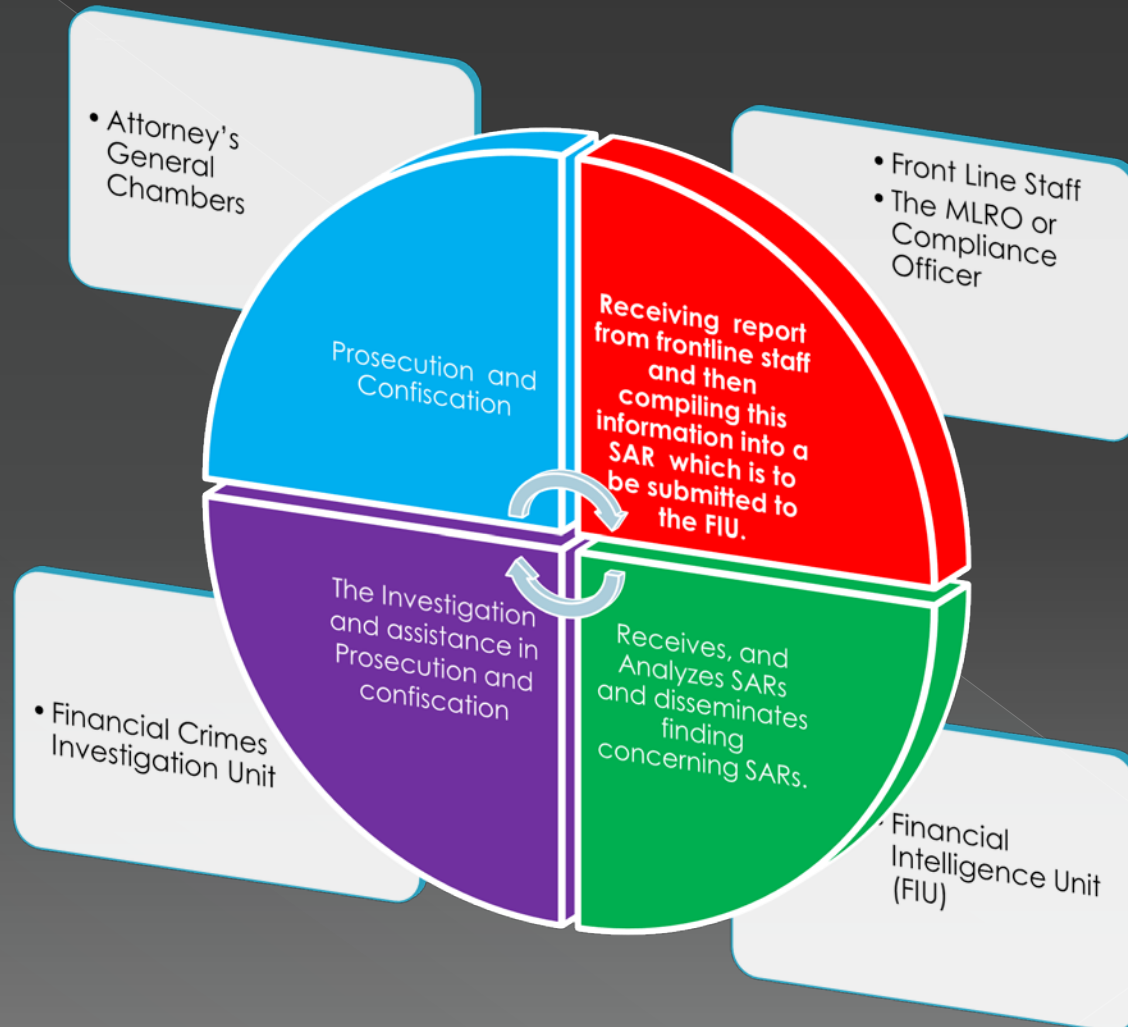 • Attorney's
General
Chambers
• Front Line Staff
• The MLRO or
Compliance
Officer
Prosecution and
Confiscation
Receiving report
from frontline staff
and then
compiling this
information into a
SAR which is to
be submitted to
the FIU.
The Investigation
and assistance in
Prosecution and
confiscation
Receives, and
Analyzes SARs
and disseminates
finding
concerning SARs.
• Financial Crimes
Investigation Unit
• Financial
Intelligence Unit
(FIU)